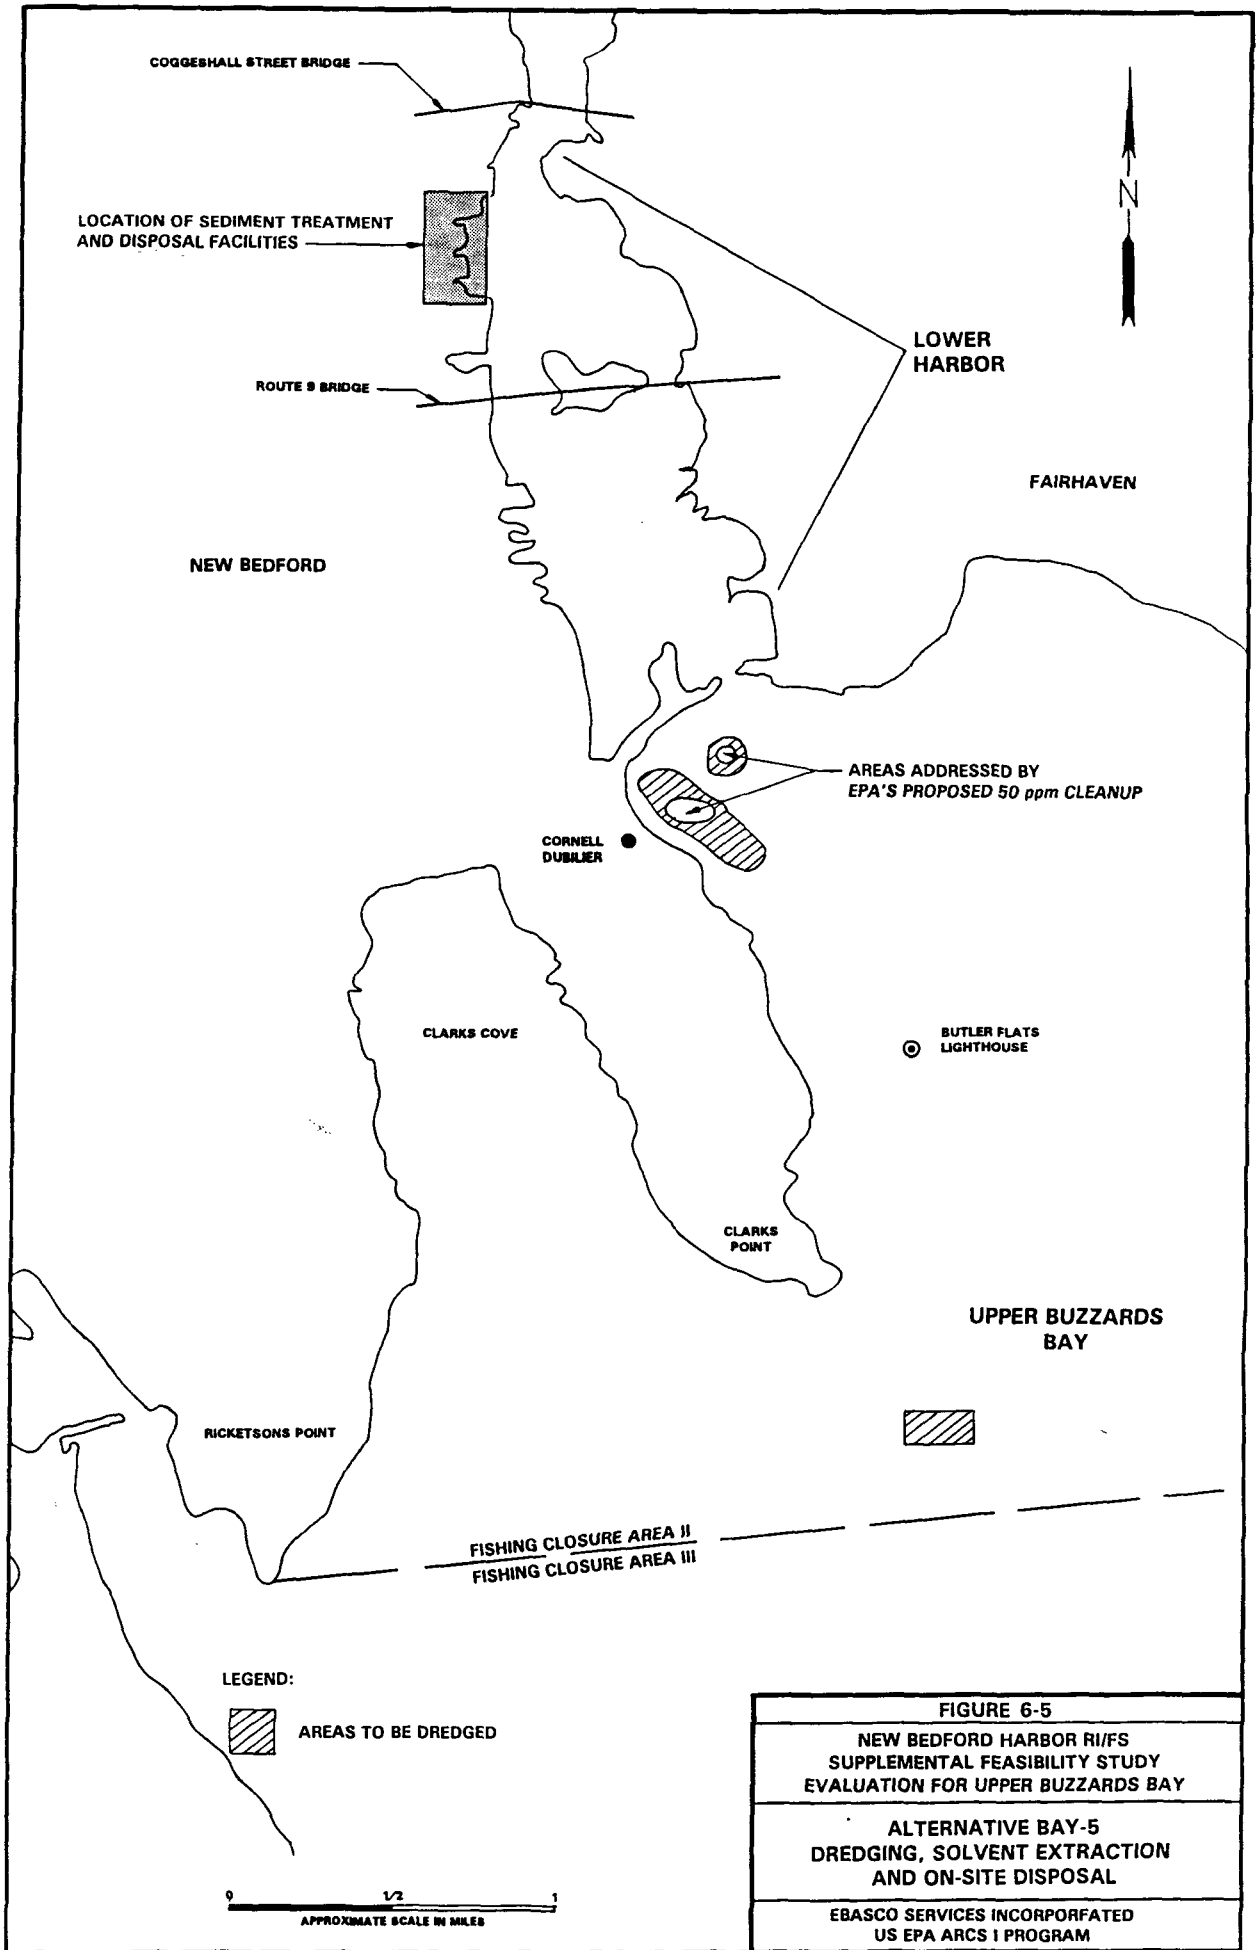 COGGESHALL STREET BRIDGE
N
LOCATION OF SEDIMENT TREATMENT
AND DISPOSAL FACILITIES
LOWER
HARBOR
ROUTE 9 BRIDGE
FAIRHAVEN
NEW BEDFORD
AREAS ADDRESSED BY
EPA'S PROPOSED 50 ppm CLEANUP
CORNELL
DUBILIER
CLARKS COVE
BUTLER FLATS
LIGHTHOUSE
CLARKS
POINT
UPPER BUZZARDS
BAY
RICKETSONS POINT
FISHING CLOSURE AREA II
FISHING CLOSURE AREA III
LEGEND:
AREAS TO BE DREDGED
0 1/2 1
APPROXIMATE SCALE IN MILES
FIGURE 6-5
NEW BEDFORD HARBOR RI/FS
SUPPLEMENTAL FEASIBILITY STUDY
EVALUATION FOR UPPER BUZZARDS BAY
ALTERNATIVE BAY-5
DREDGING, SOLVENT EXTRACTION
AND ON-SITE DISPOSAL
EBASCO SERVICES INCORPORFATED
US EPA ARCS I PROGRAM